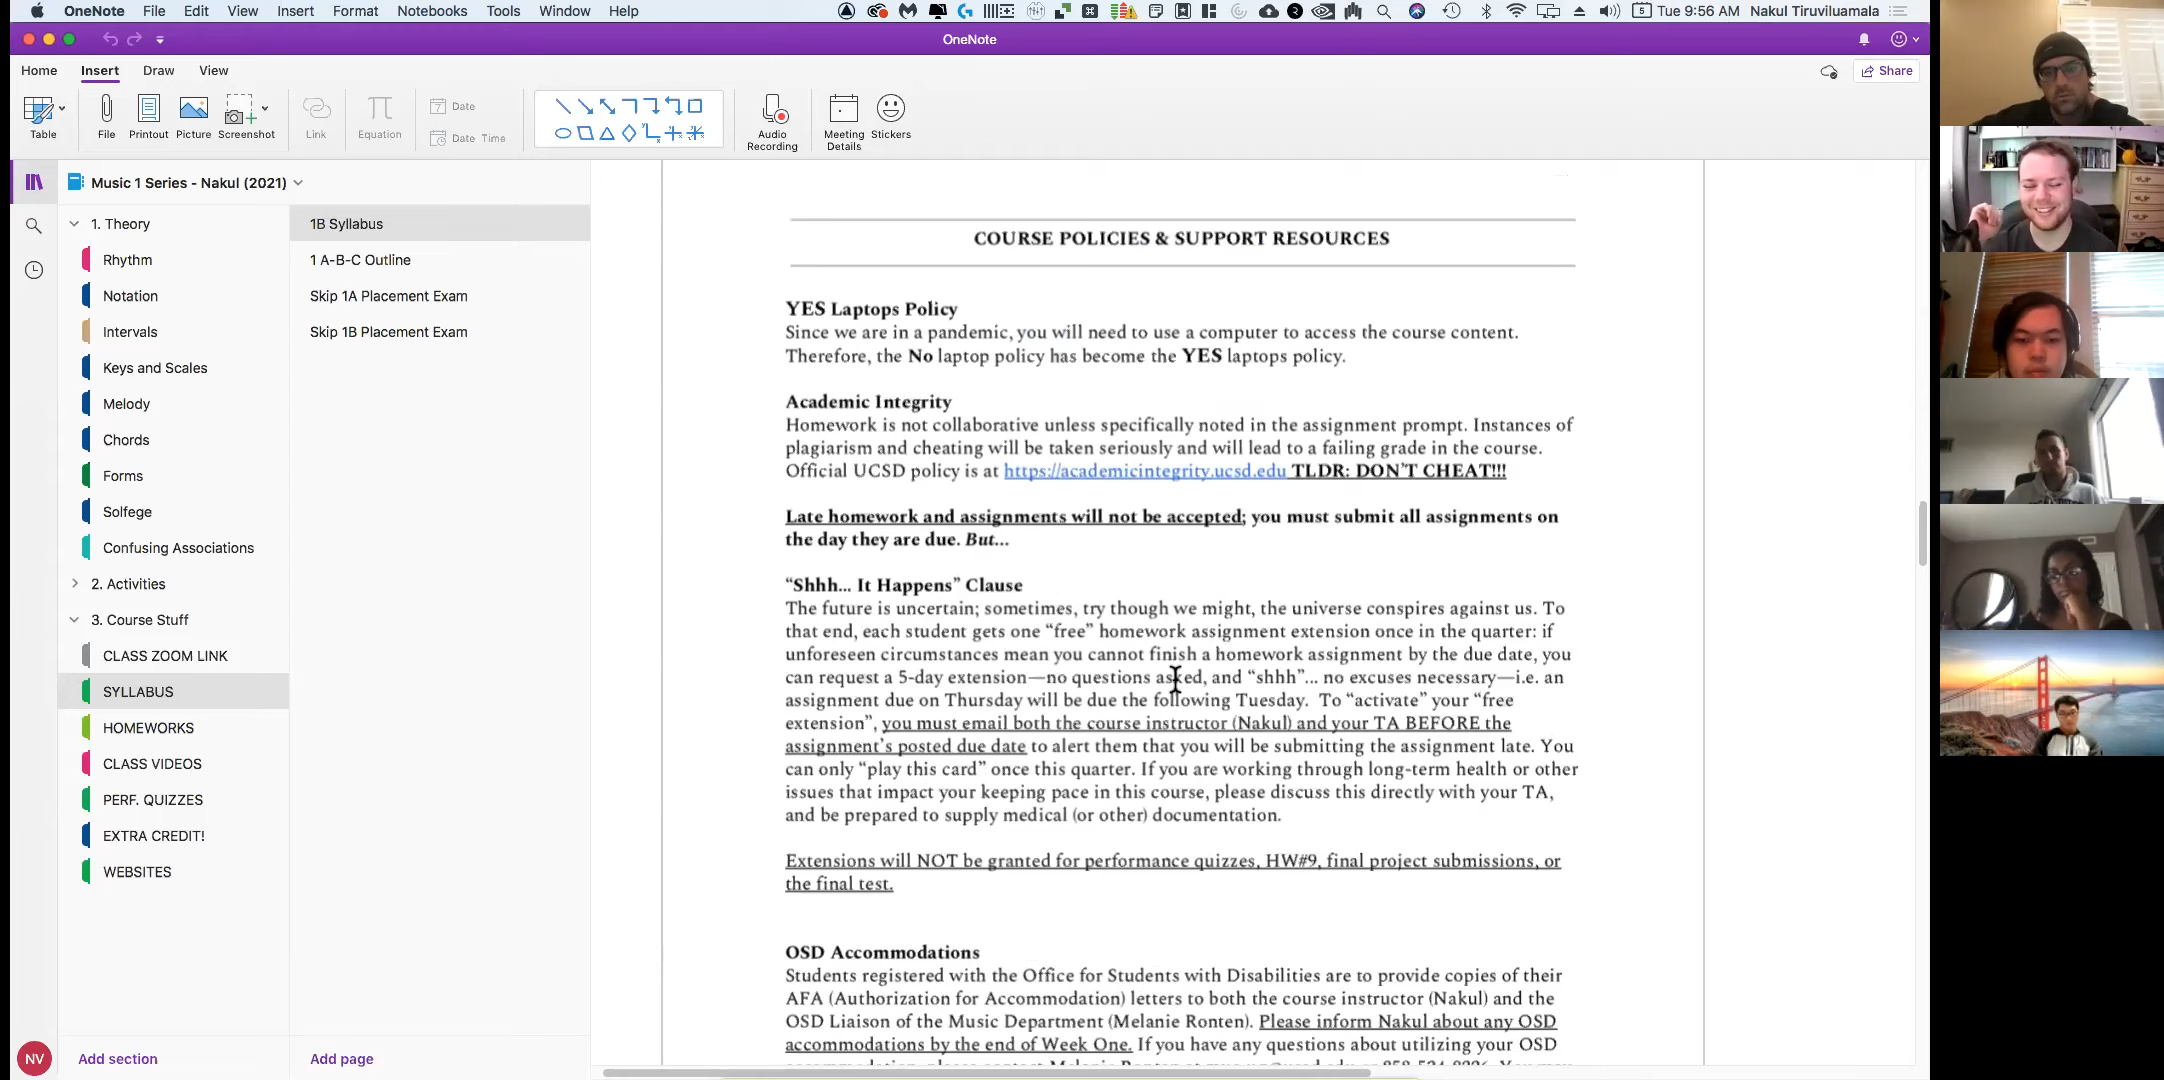 OneNote File Edit View Insert Format Notebooks Tools Window Help
Tue 9:56 AM Nakul Tiruviluamala
OneNote
Home Insert Draw View
Share
Table File Printout Picture Screenshot Link Equation
Date
Date Time
Audio Recording
Meeting Details
Stickers
Music 1 Series - Nakul (2021)
1. Theory
Rhythm
Notation
Intervals
Keys and Scales
Melody
Chords
Forms
Solfege
Confusing Associations
2. Activities
3. Course Stuff
CLASS ZOOM LINK
SYLLABUS
HOMEWORKS
CLASS VIDEOS
PERF. QUIZZES
EXTRA CREDIT!
WEBSITES
NV
Add section
1B Syllabus
1 A-B-C Outline
Skip 1A Placement Exam
Skip 1B Placement Exam
Add page
COURSE POLICIES & SUPPORT RESOURCES
YES Laptops Policy
Since we are in a pandemic, you will need to use a computer to access the course content.
Therefore, the No laptop policy has become the YES laptops policy.
Academic Integrity
Homework is not collaborative unless specifically noted in the assignment prompt. Instances of
plagiarism and cheating will be taken seriously and will lead to a failing grade in the course.
Official UCSD policy is at https://academicintegrity.ucsd.edu TLDR: DON'T CHEAT!!!
Late homework and assignments will not be accepted; you must submit all assignments on
the day they are due. But...
“Shhh... It Happens” Clause
The future is uncertain; sometimes, try though we might, the universe conspires against us. To
that end, each student gets one “free” homework assignment extension once in the quarter: if
unforeseen circumstances mean you cannot finish a homework assignment by the due date, you
can request a 5-day extension—no questions asked, and “shhh”... no excuses necessary—i.e. an
assignment due on Thursday will be due the following Tuesday. To “activate” your “free
extension”, you must email both the course instructor (Nakul) and your TA BEFORE the
assignment's posted due date to alert them that you will be submitting the assignment late. You
can only “play this card” once this quarter. If you are working through long-term health or other
issues that impact your keeping pace in this course, please discuss this directly with your TA,
and be prepared to supply medical (or other) documentation.
Extensions will NOT be granted for performance quizzes, HW#9, final project submissions, or
the final test.
OSD Accommodations
Students registered with the Office for Students with Disabilities are to provide copies of their
AFA (Authorization for Accommodation) letters to both the course instructor (Nakul) and the
OSD Liaison of the Music Department (Melanie Ronten). Please inform Nakul about any OSD
accommodations by the end of Week One. If you have any questions about utilizing your OSD